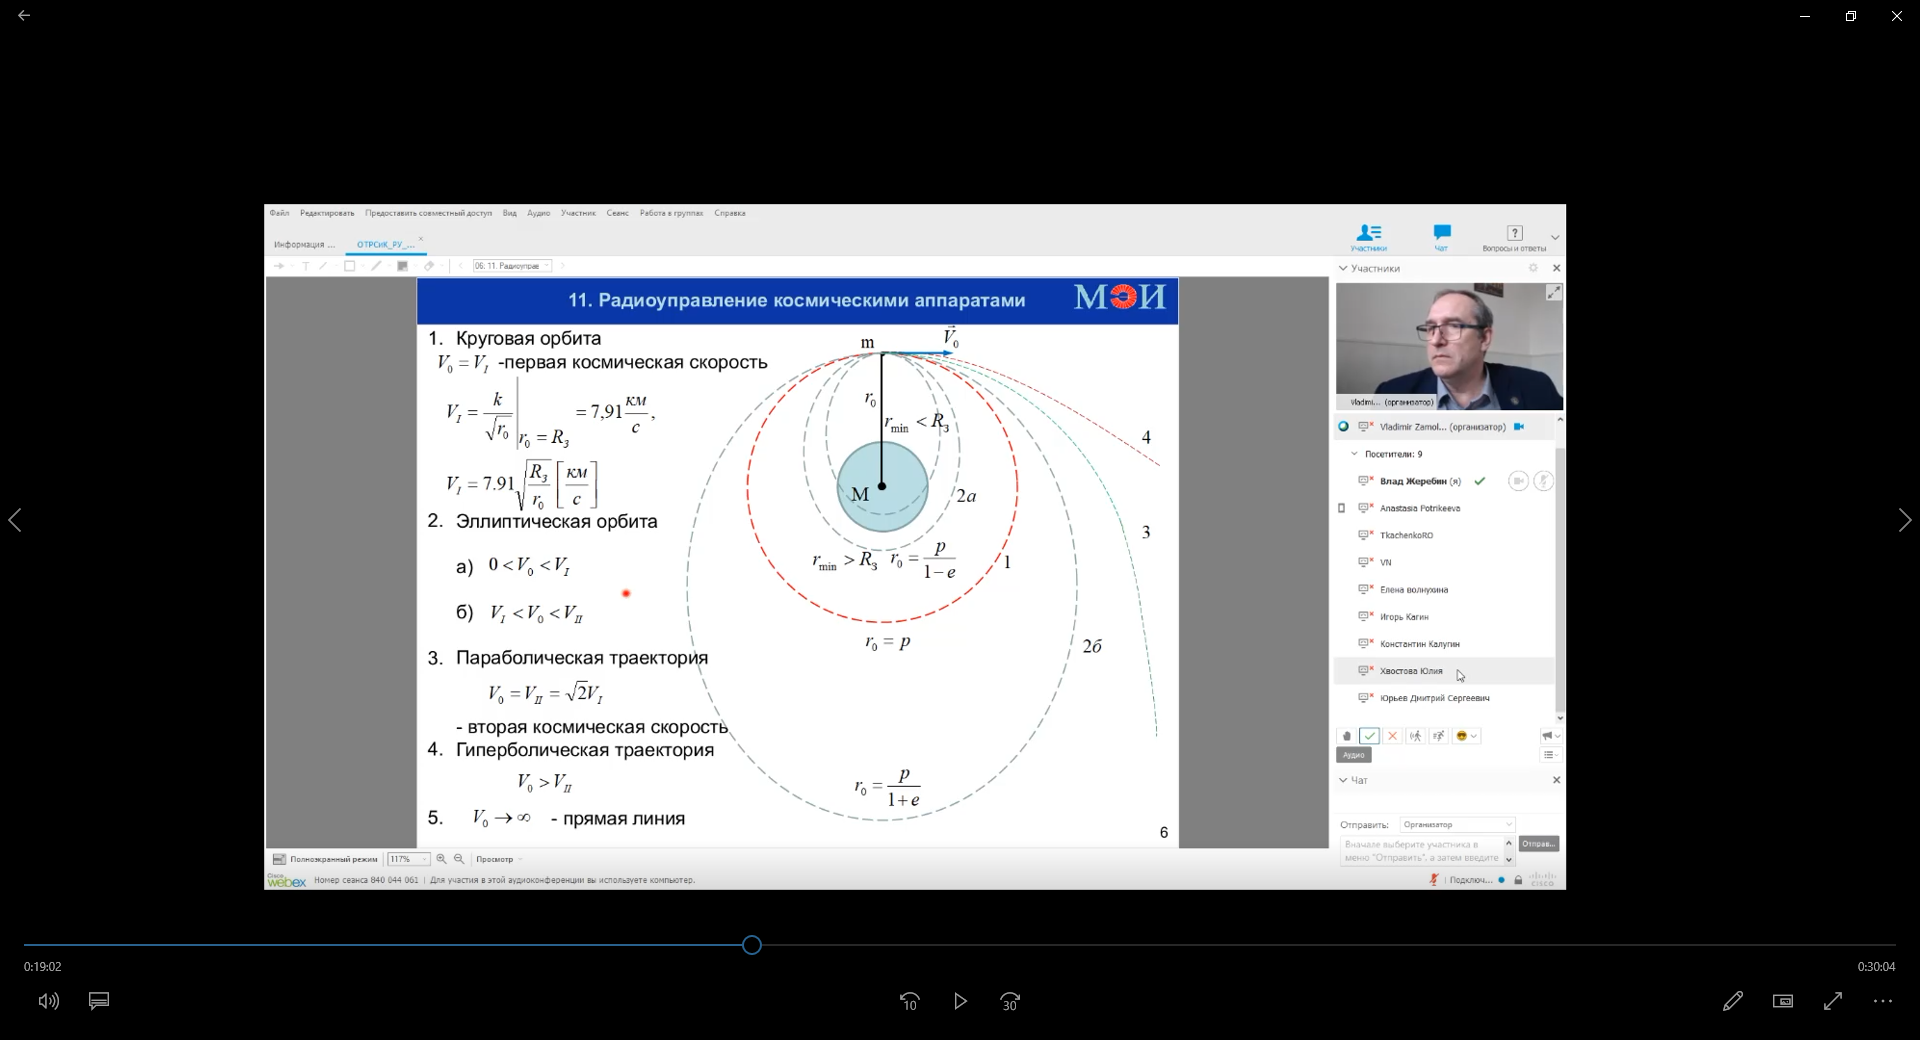 Файл Редактировать Предоставить совместный доступ Вид Аудио Участник Сеанс Работа в группах Справка
Информация ... ОТРСиК_РУ_...
Участники Чат Вопросы и ответы
06: 11. Радиоуправ
11. Радиоуправление космическими аппаратами МЭИ
1. Круговая орбита
V₀ = V_I -первая космическая скорость
V_I = k/√r₀ | r₀ = R₃ = 7,91 км/с,
V_I = 7.91 √(R₃/r₀) [км/с]
2. Эллиптическая орбита
а) 0 < V₀ < V_I
б) V_I < V₀ < V_II
3. Параболическая траектория
V₀ = V_II = √2V_I
- вторая космическая скорость
4. Гиперболическая траектория
V₀ > V_II
5. V₀ → ∞ - прямая линия
m V₀
r₀
r_min < R₃
M
2а
4
3
r_min > R₃ r₀ = p/(1−e)
1
r₀ = p
2б
r₀ = p/(1+e)
6
Участники
Vladimi... (организатор)
Vladimir Zamol... (организатор)
Посетители: 9
Влад Жеребин (я)
Anastasia Potrikeeva
TkachenkoRO
VN
Елена волнухина
Игорь Кагин
Константин Калугин
Хвостова Юлия
Юрьев Дмитрий Сергеевич
Аудио
Чат
Отправить: Организатор
Вначале выберите участника в
меню "Отправить", а затем введите
Отправ...
Полноэкранный режим 117% Просмотр
Cisco webex Номер сеанса 840 044 061 | Для участия в этой аудиоконференции вы используете компьютер.
Подключ... CISCO
0:19:02 0:30:04
10 30